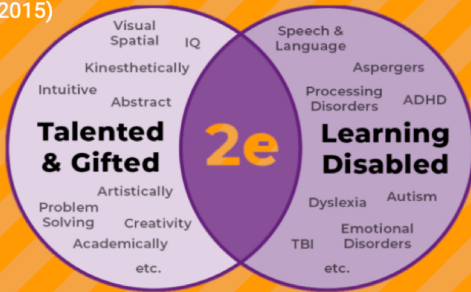 2015)
Visual
Spatial
IQ
Kinesthetically
Intuitive
Abstract
Talented
& Gifted
Artistically
Problem
Solving
Creativity
Academically
etc.
2e
Speech &
Language
Aspergers
Processing
Disorders
ADHD
Learning
Disabled
Dyslexia
Autism
TBI
Emotional
Disorders
etc.